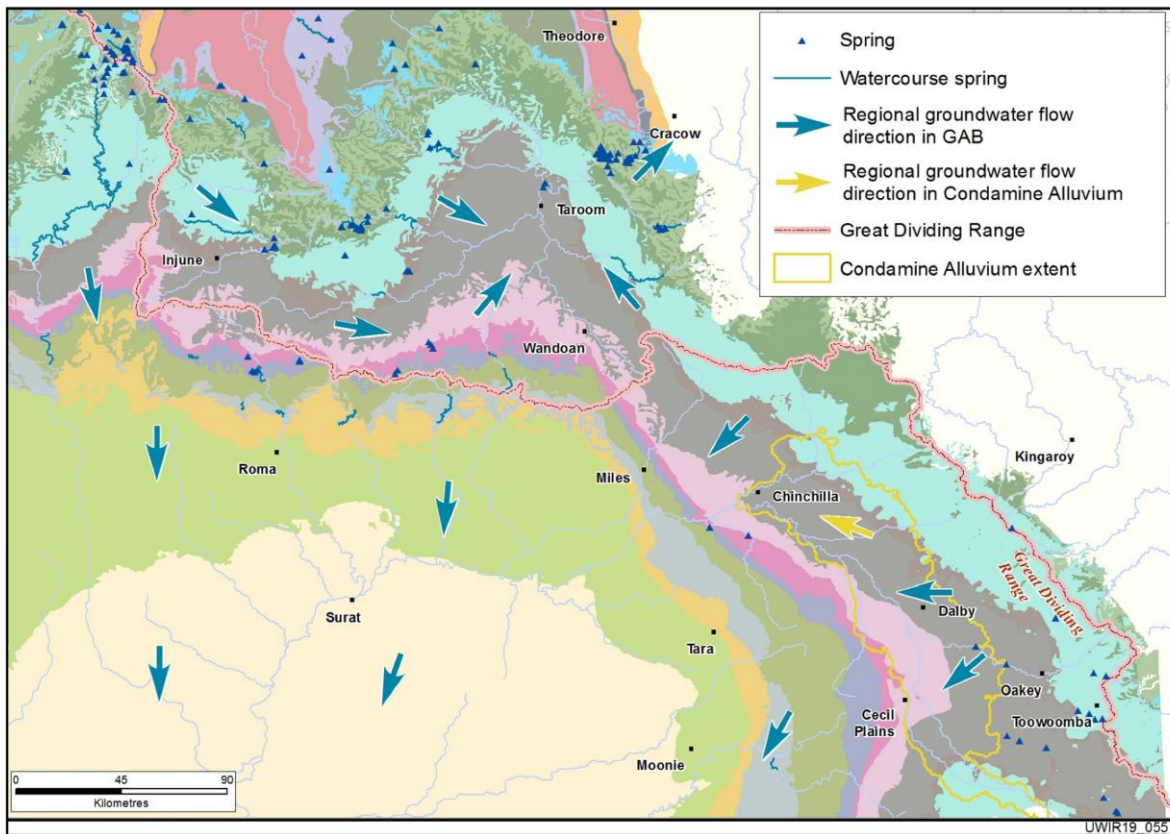 Theodore
Cracow
Taroom
Injune
Wandoan
Roma
Miles
Chinchilla
Kingaroy
Great Dividing
Range
Surat
Dalby
Tara
Oakey
Toowoomba
Cecil
Plains
Moonie
Spring
Watercourse spring
Regional groundwater flow
direction in GAB
Regional groundwater flow
direction in Condamine Alluvium
Great Dividing Range
Condamine Alluvium extent
0 45 90
Kilometres
UWIR19_055